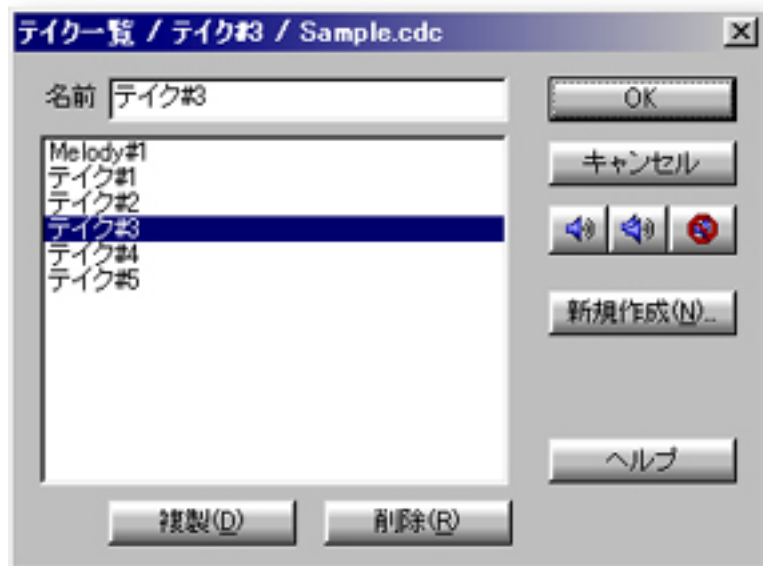 テイク一覧 / テイク#3 / Sample.cdc
名前 テイク#3
OK
Melody#1
キャンセル
テイク#1
テイク#2
テイク#3
テイク#4
テイク#5
新規作成(N)...
ヘルプ
複製(D)
削除(R)